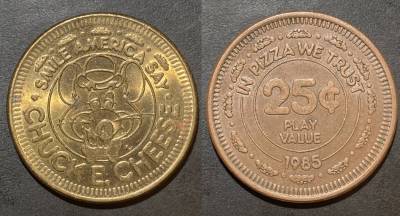 SMILE AMERICA SAY
CHUCK E. CHEESE
IN PIZZA WE TRUST
25¢
PLAY
VALUE
1985